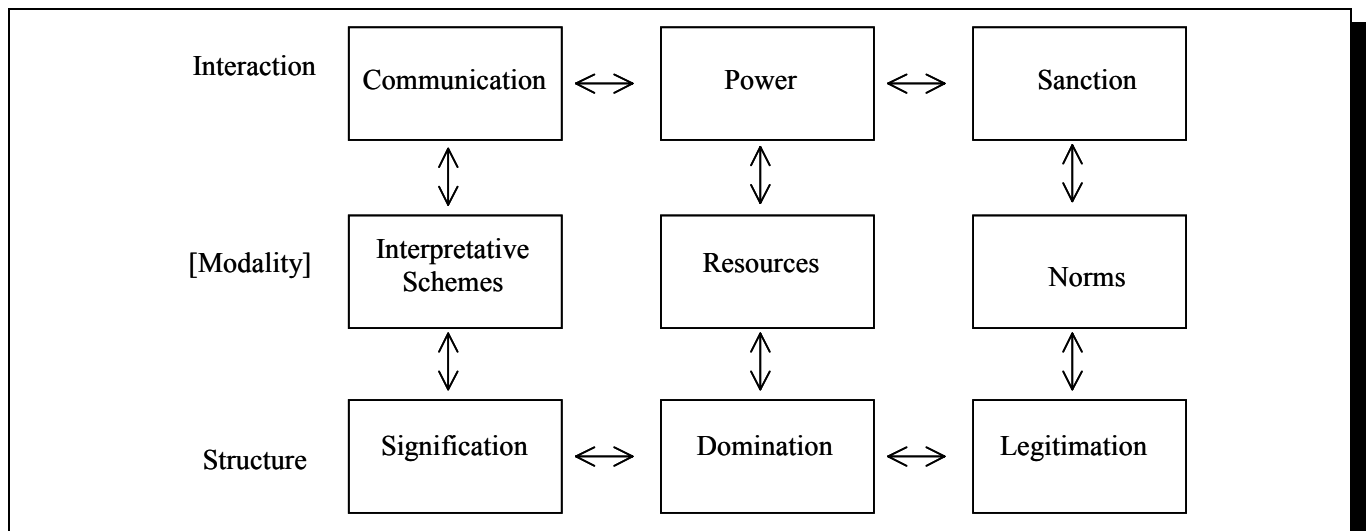 Interaction
Communication
Power
Sanction
[Modality]
Interpretative
Schemes
Resources
Norms
Structure
Signification
Domination
Legitimation